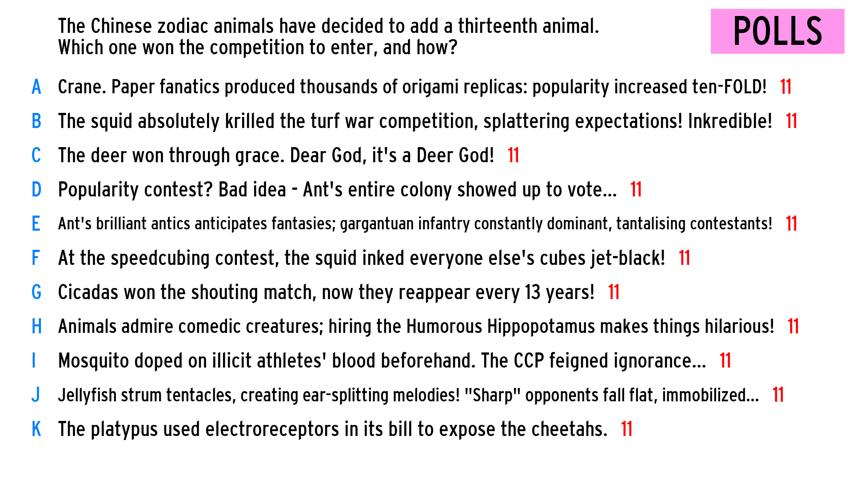 The Chinese zodiac animals have decided to add a thirteenth animal.
Which one won the competition to enter, and how?
POLLS
A Crane. Paper fanatics produced thousands of origami replicas: popularity increased ten-FOLD! 11
B The squid absolutely krilled the turf war competition, splattering expectations! Inkredible! 11
C The deer won through grace. Dear God, it's a Deer God! 11
D Popularity contest? Bad idea - Ant's entire colony showed up to vote... 11
E Ant's brilliant antics anticipates fantasies; gargantuan infantry constantly dominant, tantalising contestants! 11
F At the speedcubing contest, the squid inked everyone else's cubes jet-black! 11
G Cicadas won the shouting match, now they reappear every 13 years! 11
H Animals admire comedic creatures; hiring the Humorous Hippopotamus makes things hilarious! 11
I Mosquito doped on illicit athletes' blood beforehand. The CCP feigned ignorance... 11
J Jellyfish strum tentacles, creating ear-splitting melodies! "Sharp" opponents fall flat, immobilized... 11
K The platypus used electroreceptors in its bill to expose the cheetahs. 11